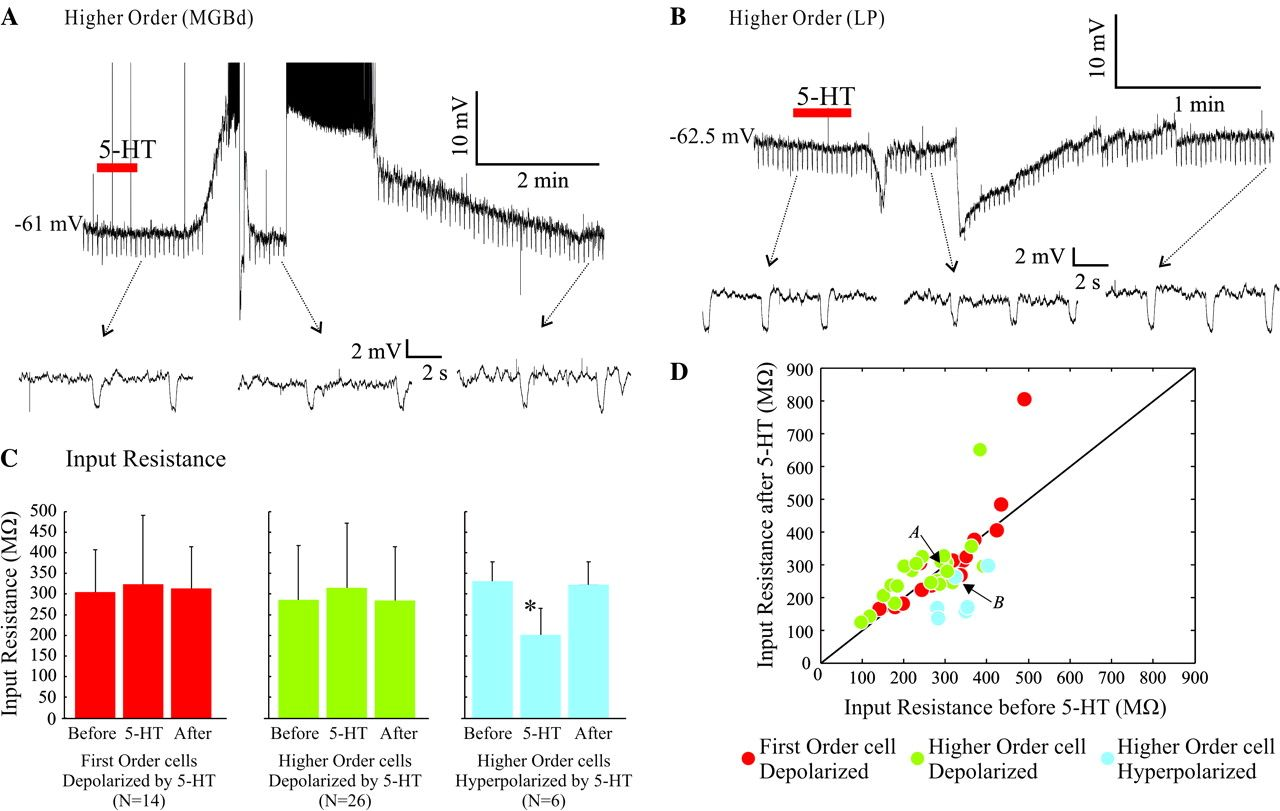 A Higher Order (MGBd)
5-HT
-61 mV
10 mV
2 min
2 mV
2 s
B Higher Order (LP)
10 mV
1 min
5-HT
-62.5 mV
2 mV
2 s
C Input Resistance
Input Resistance (MΩ)
500
450
400
350
300
250
200
150
100
50
0
*
Before 5-HT After
First Order cells
Depolarized by 5-HT
(N=14)
Before 5-HT After
Higher Order cells
Depolarized by 5-HT
(N=26)
Before 5-HT After
Higher Order cells
Hyperpolarized by 5-HT
(N=6)
D
Input Resistance after 5-HT (MΩ)
900
800
700
600
500
400
300
200
100
0
A
B
0 100 200 300 400 500 600 700 800 900
Input Resistance before 5-HT (MΩ)
First Order cell
Depolarized
Higher Order cell
Depolarized
Higher Order cell
Hyperpolarized